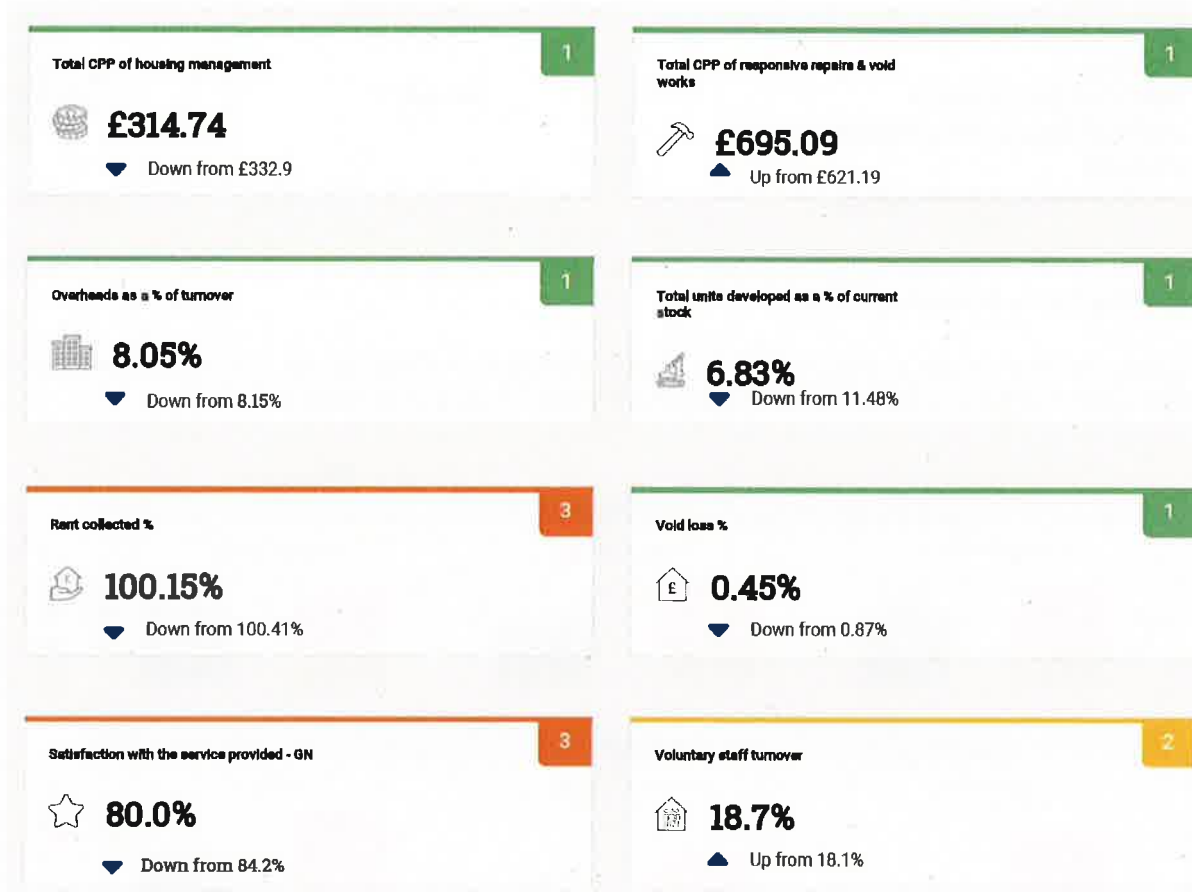 Total CPP of housing management
1
£314.74
Down from £332.9
Total CPP of responsive repairs & void
works
1
£695.09
Up from £621.19
Overheads as a % of turnover
1
8.05%
Down from 8.15%
Total units developed as a % of current
stock
1
6.83%
Down from 11.48%
Rent collected %
3
£
100.15%
Down from 100.41%
Void loss %
1
£
0.45%
Down from 0.87%
Satisfaction with the service provided - GN
3
80.0%
Down from 84.2%
Voluntary staff turnover
2
18.7%
Up from 18.1%